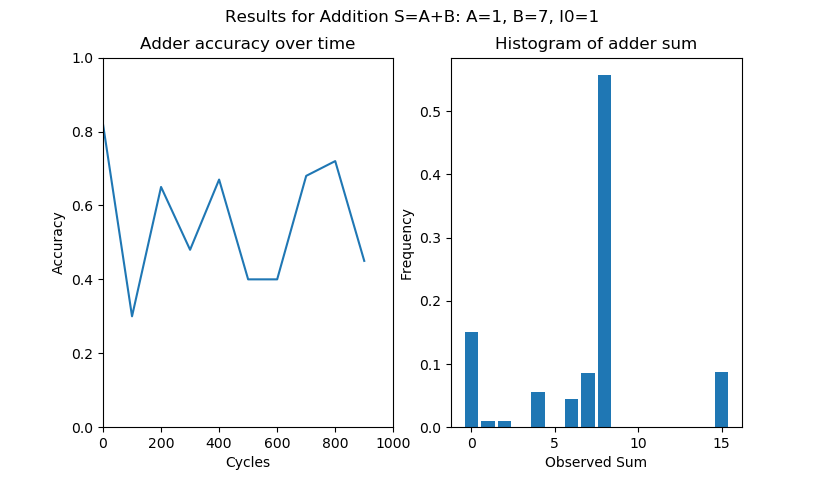 Results for Addition S=A+B: A=1, B=7, I0=1
Adder accuracy over time
1.0
0.8
0.6
0.4
0.2
0.0
Accuracy
0 200 400 600 800 1000
Cycles
Histogram of adder sum
0.5
0.4
0.3
0.2
0.1
0.0
Frequency
0 5 10 15
Observed Sum